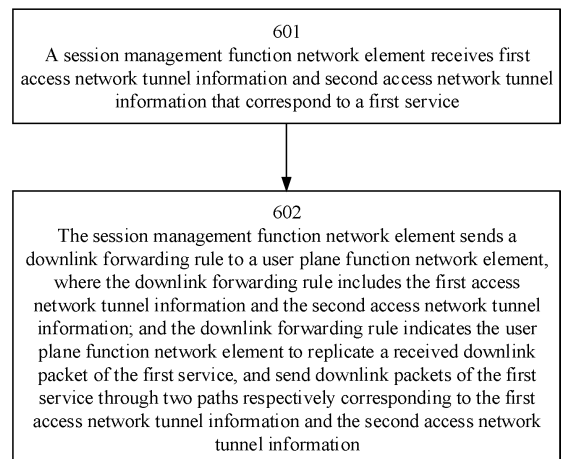 601
A session management function network element receives first
access network tunnel information and second access network tunnel
information that correspond to a first service
602
The session management function network element sends a
downlink forwarding rule to a user plane function network element,
where the downlink forwarding rule includes the first access
network tunnel information and the second access network tunnel
information; and the downlink forwarding rule indicates the user
plane function network element to replicate a received downlink
packet of the first service, and send downlink packets of the first
service through two paths respectively corresponding to the first
access network tunnel information and the second access network
tunnel information